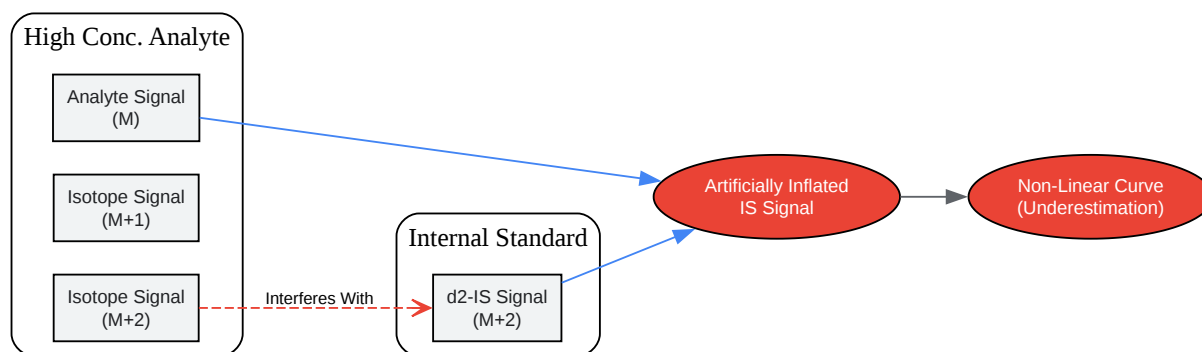 High Conc. Analyte
Analyte Signal
(M)
Isotope Signal
(M+1)
Isotope Signal
(M+2)
Interferes With
Internal Standard
d2-IS Signal
(M+2)
Artificially Inflated
IS Signal
Non-Linear Curve
(Underestimation)